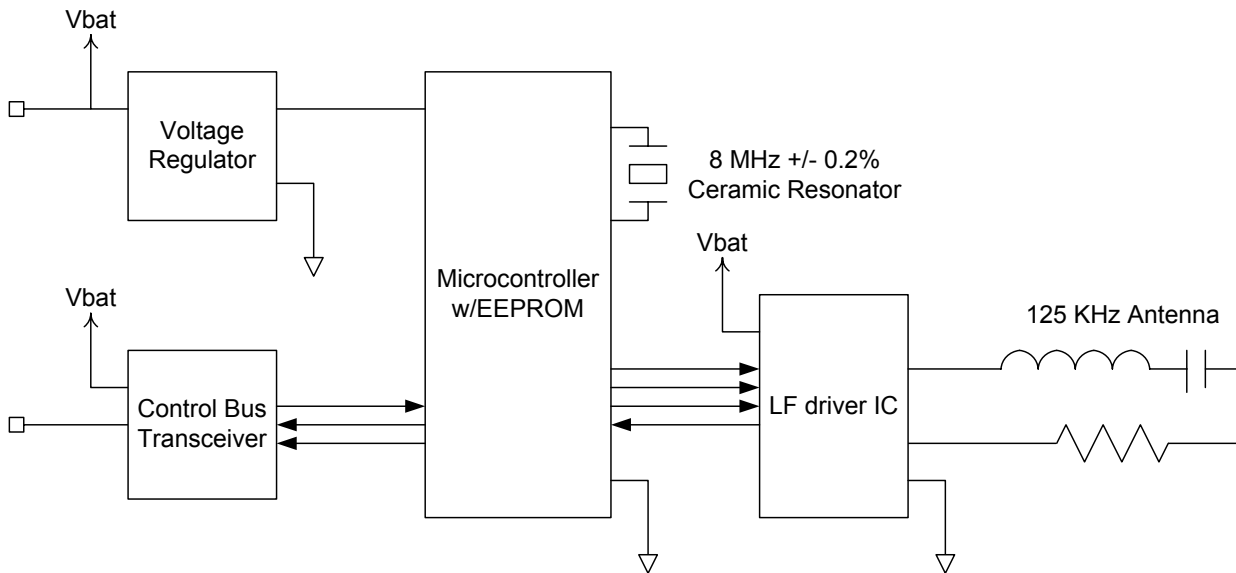 Vbat
Voltage
Regulator
8 MHz +/- 0.2%
Ceramic Resonator
Vbat
Microcontroller
w/EEPROM
Vbat
125 KHz Antenna
Control Bus
Transceiver
LF driver IC